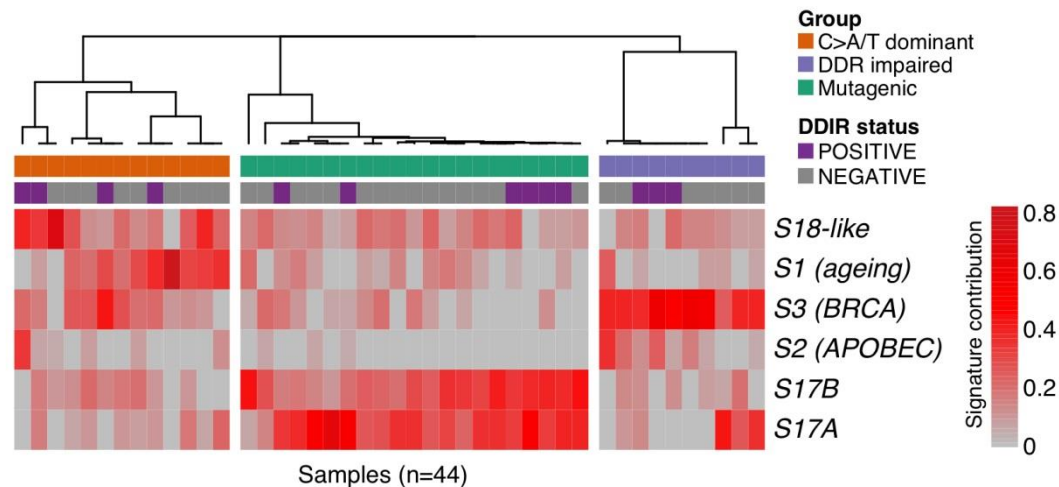 Group
C>A/T dominant
DDR impaired
Mutagenic
DDIR status
POSITIVE
NEGATIVE
S18-like
S1 (ageing)
S3 (BRCA)
S2 (APOBEC)
S17B
S17A
Signature contribution
0.8
0.6
0.4
0.2
0
Samples (n=44)